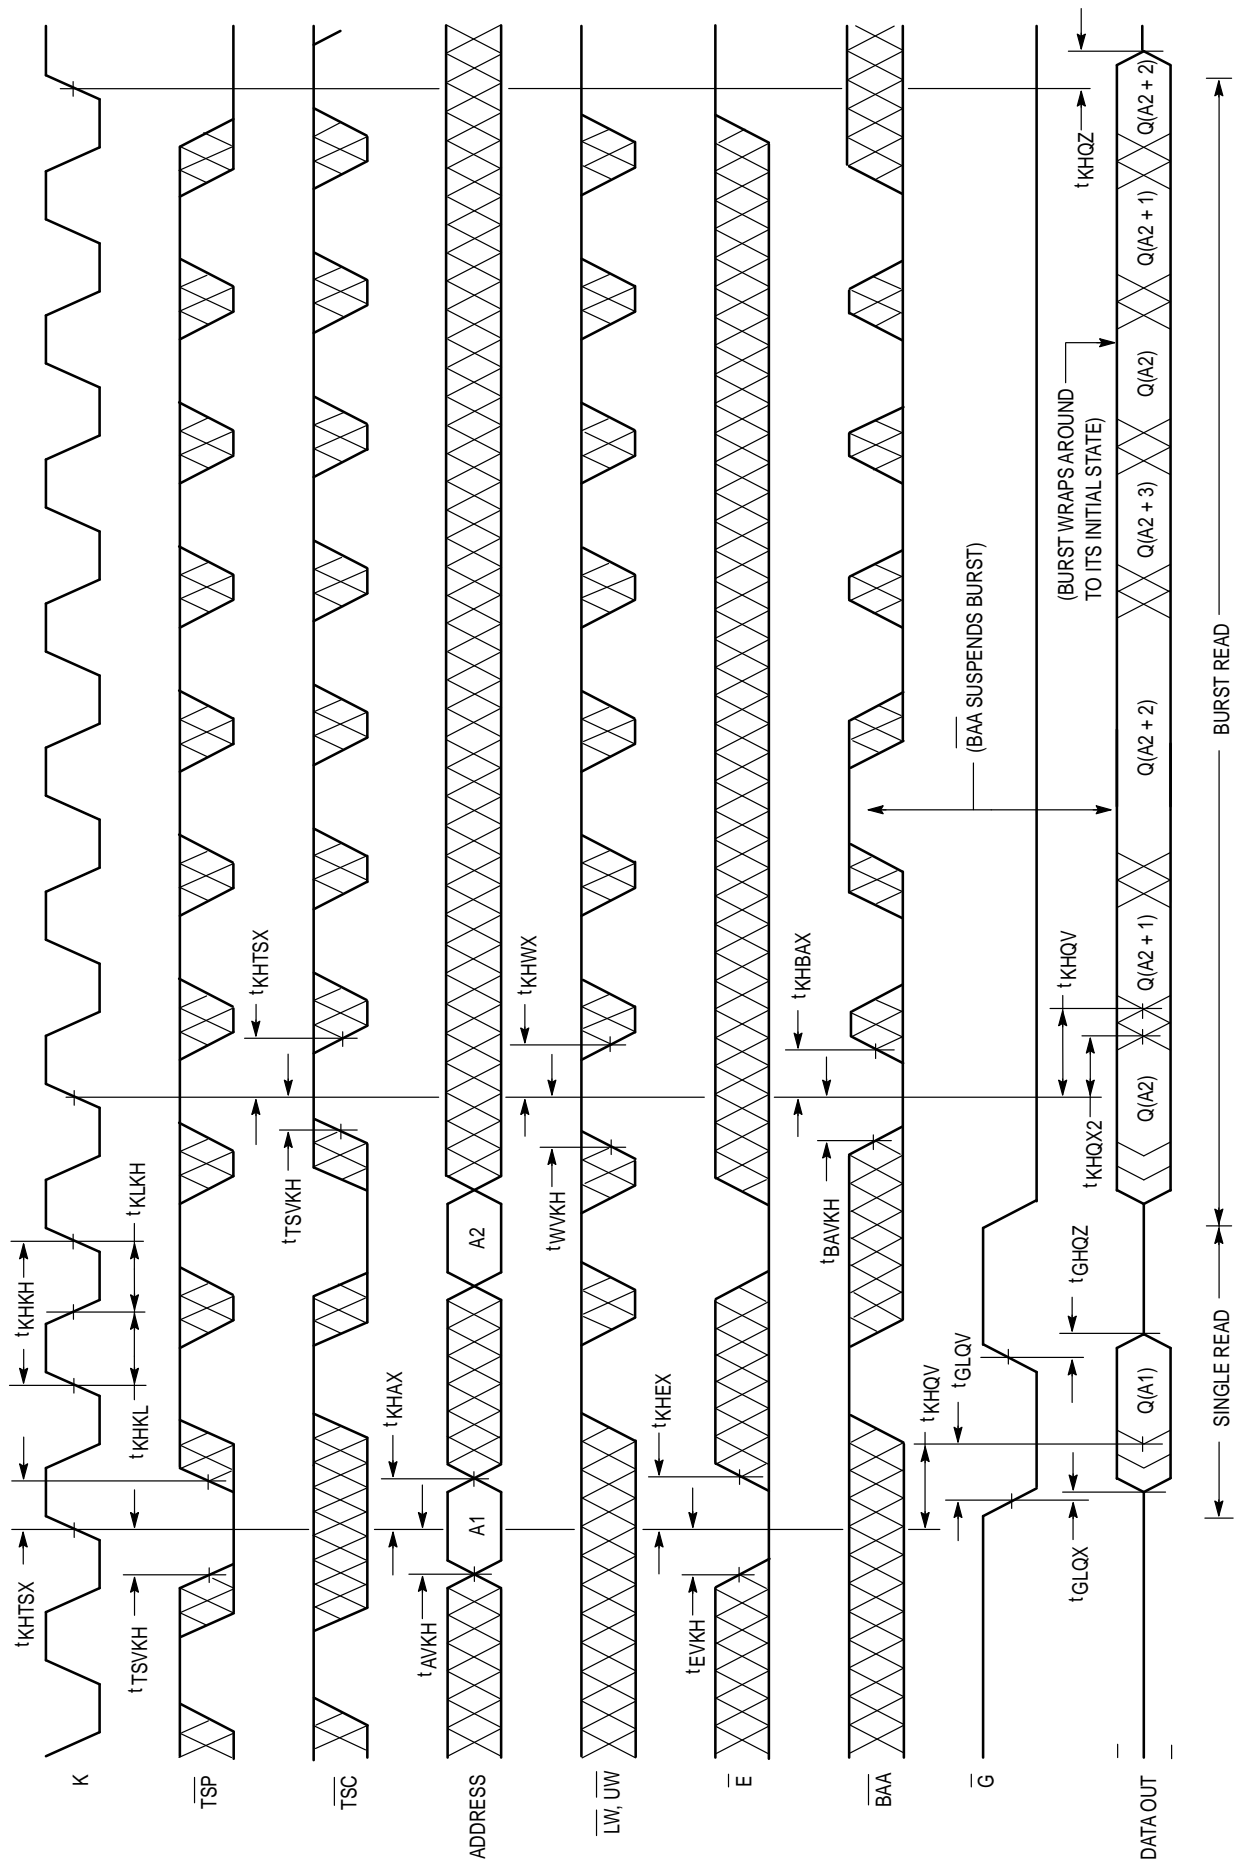 K
TSP
TSC
ADDRESS
LW, UW
E
BAA
G
DATA OUT
tKHTSX
tTSVKH
tKHKH
tKHKL
tKLKH
tTSVKH
tKHTSX
tAVKH
tKHAX
A1
A2
tWVKH
tKHWX
tEVKH
tKHEX
tBAVKH
tKHBAX
(BAA SUSPENDS BURST)
tKHQV
tGLQV
tGLQX
tGHQZ
tKHQX2
tKHQV
(BURST WRAPS AROUND
TO ITS INITIAL STATE)
tKHQZ
Q(A1)
Q(A2)
Q(A2 + 1)
Q(A2 + 2)
Q(A2 + 3)
Q(A2)
Q(A2 + 1)
Q(A2 + 2)
SINGLE READ
BURST READ